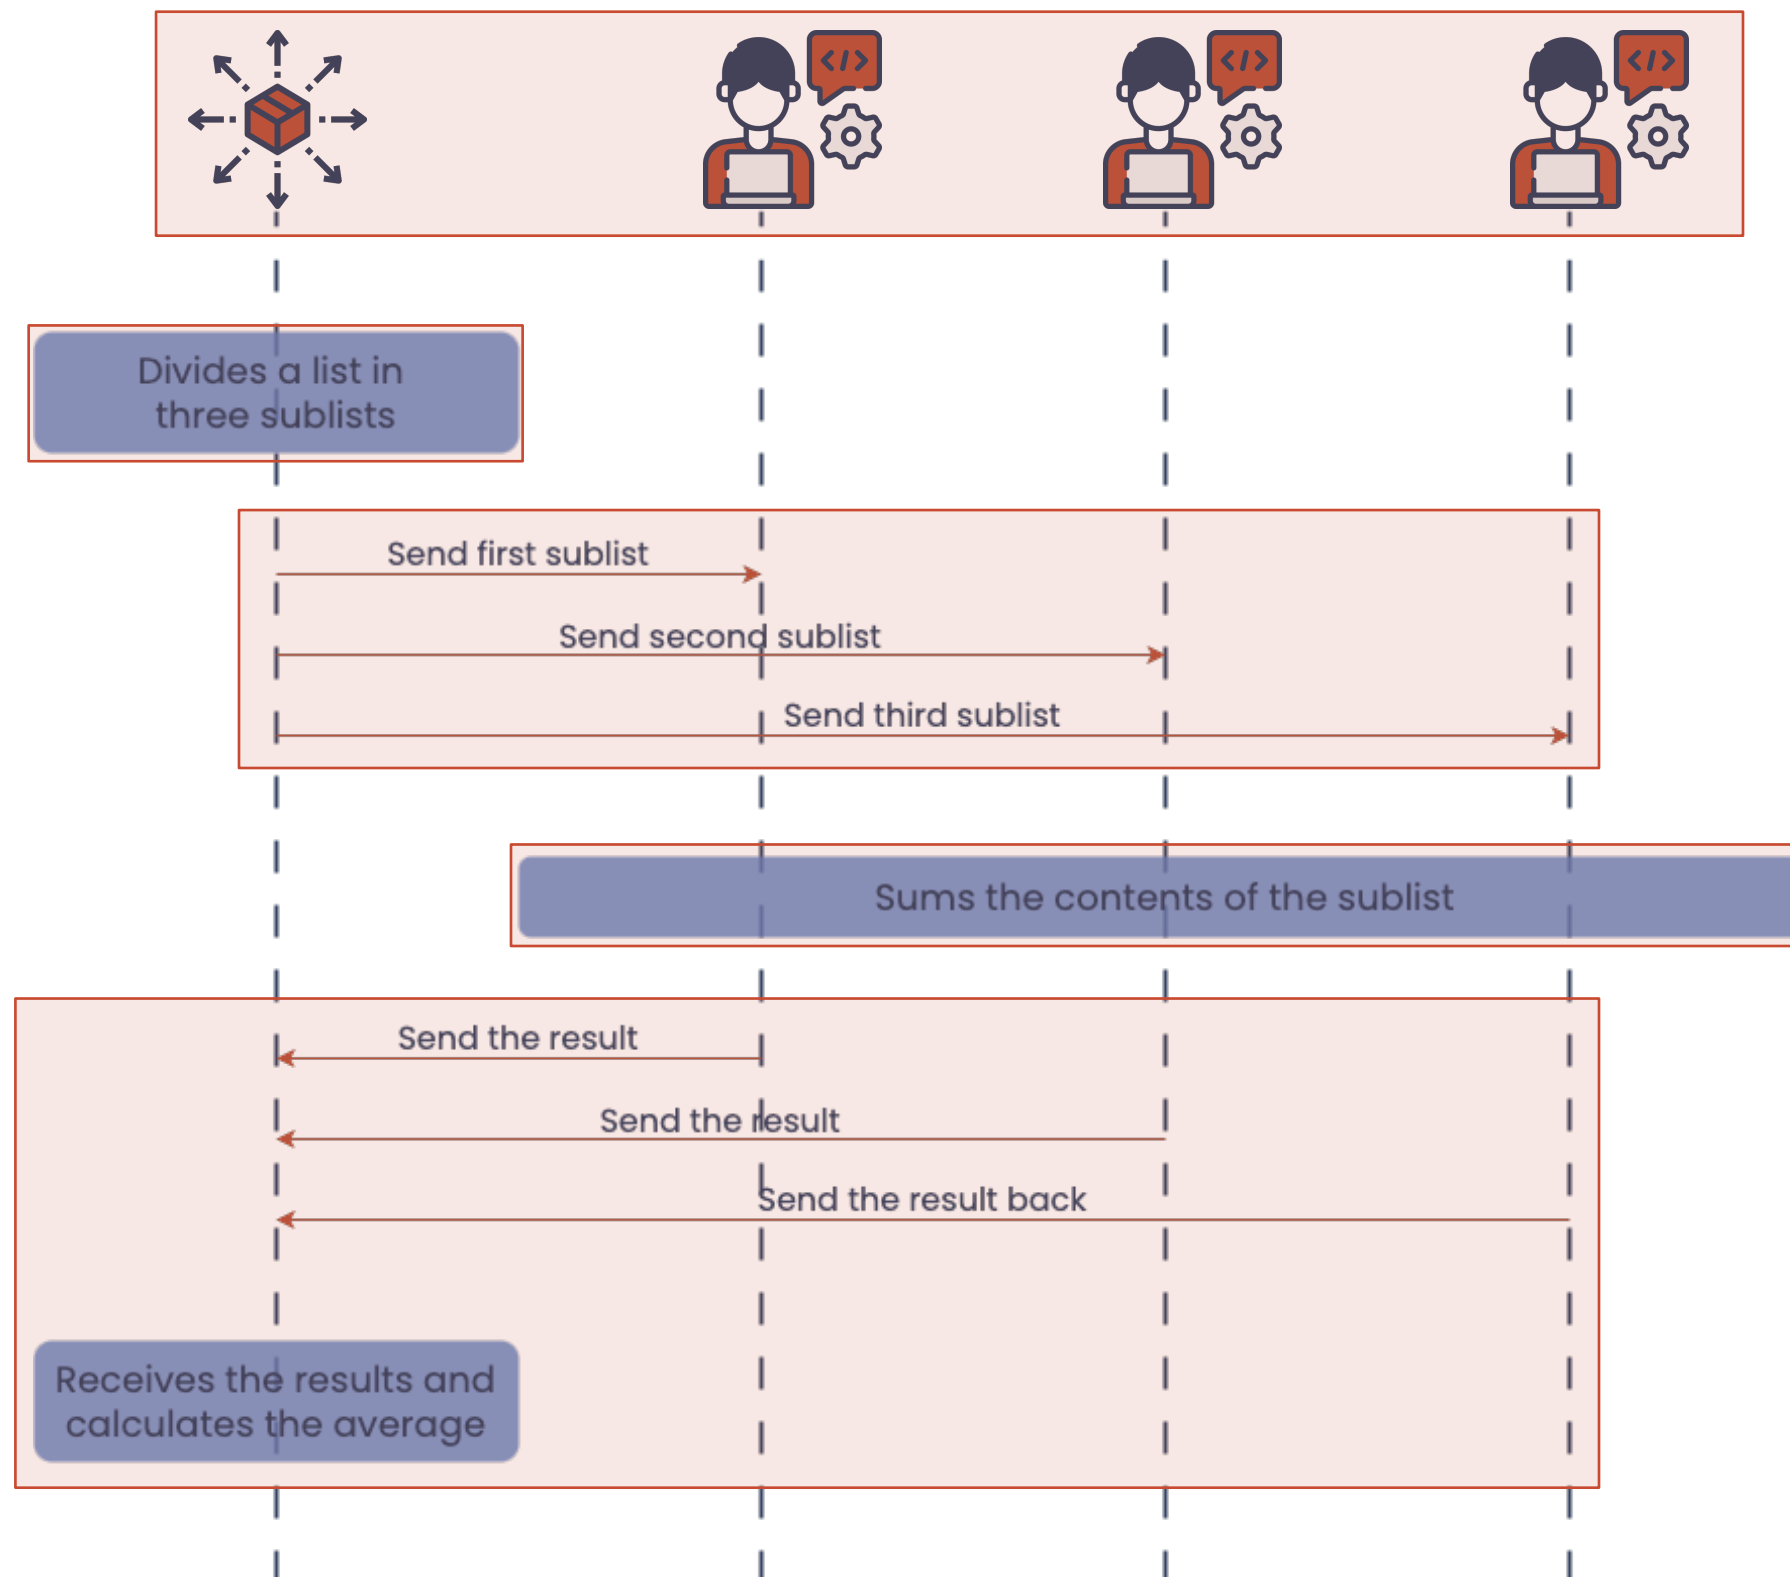 Divides a list in
three sublists
Send first sublist
Send second sublist
Send third sublist
Sums the contents of the sublist
Send the result
Send the result
Send the result back
Receives the results and
calculates the average